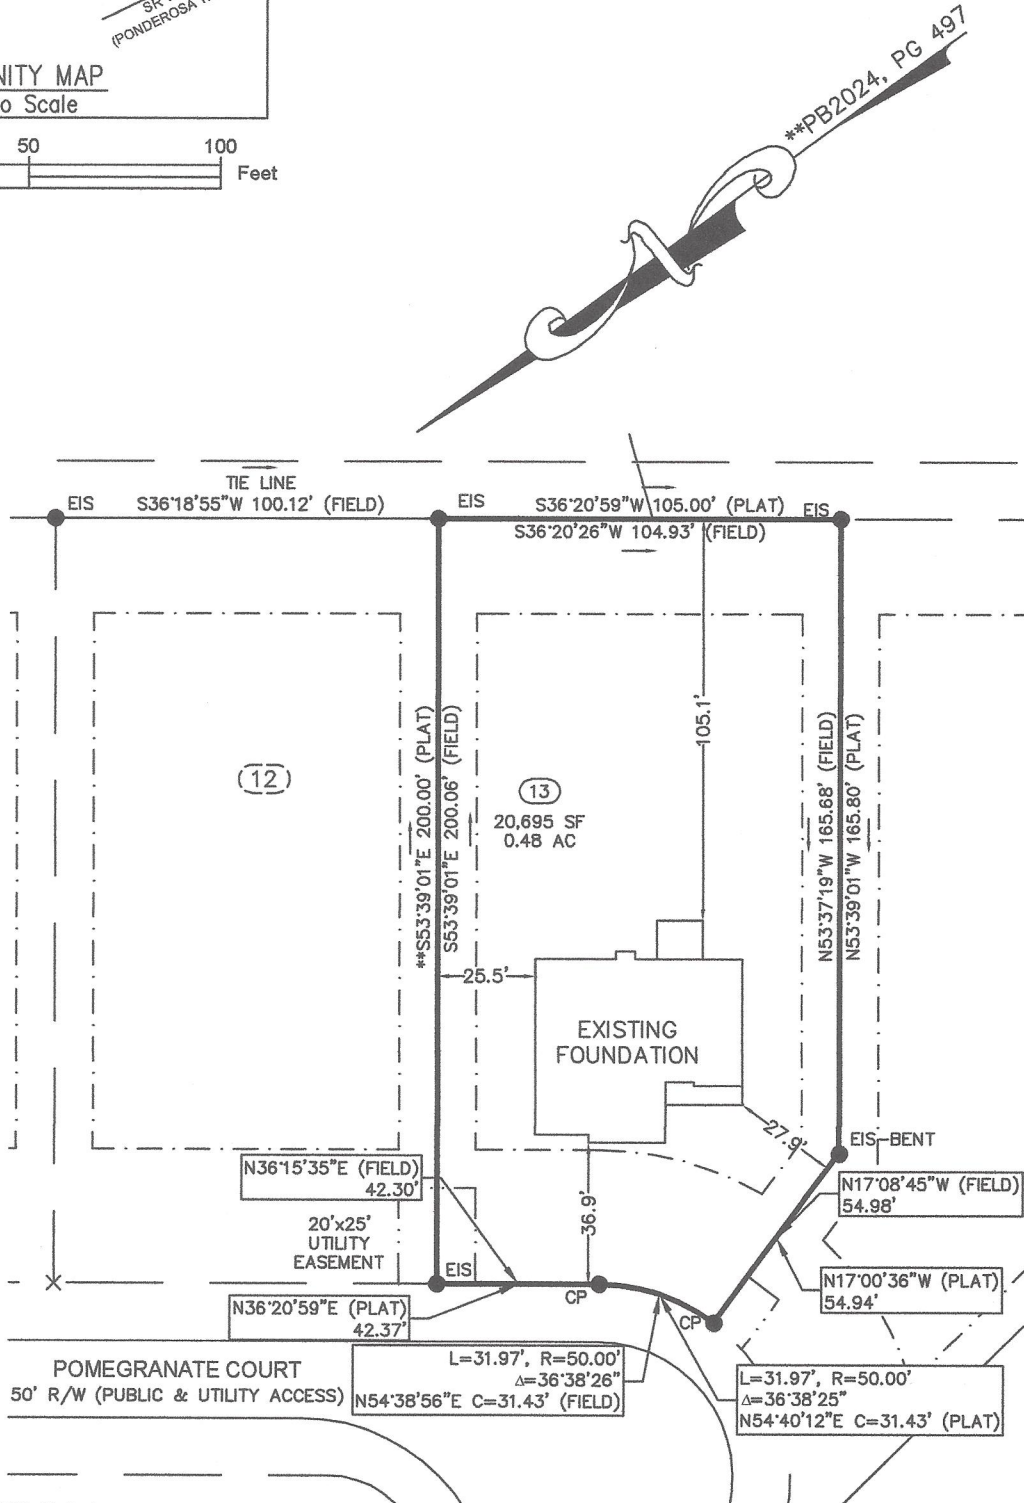 SR
(PONDEROSA
NITY MAP
o Scale
50 100
Feet
**PB2024, PG 497
TIE LINE
S36°18'55"W 100.12' (FIELD)
EIS
EIS
S36°20'59"W 105.00' (PLAT)
EIS
S36°20'26"W 104.93' (FIELD)
**S53°39'01"E 200.00' (PLAT)
S53°39'01"E 200.06' (FIELD)
105.1'
N53°37'19"W 165.68' (FIELD)
N53°39'01"W 165.80' (PLAT)
12
13
20,695 SF
0.48 AC
25.5'
EXISTING
FOUNDATION
27.9'
EIS-BENT
N36°15'35"E (FIELD)
42.30'
N17°08'45"W (FIELD)
54.98'
36.9'
20'x25'
UTILITY
EASEMENT
EIS
CP
N17°00'36"W (PLAT)
54.94'
N36°20'59"E (PLAT)
42.37'
CP
POMEGRANATE COURT
50' R/W (PUBLIC & UTILITY ACCESS)
L=31.97', R=50.00'
Δ=36°38'26"
N54°38'56"E C=31.43' (FIELD)
L=31.97', R=50.00'
Δ=36°38'25"
N54°40'12"E C=31.43' (PLAT)